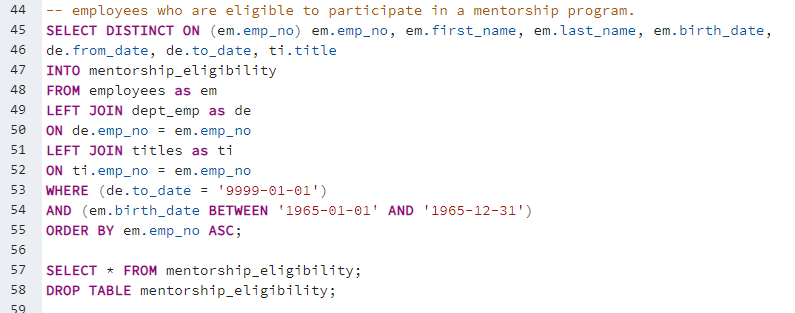 44 -- employees who are eligible to participate in a mentorship program.
45 SELECT DISTINCT ON (em.emp_no) em.emp_no, em.first_name, em.last_name, em.birth_date,
46 de.from_date, de.to_date, ti.title
47 INTO mentorship_eligibility
48 FROM employees as em
49 LEFT JOIN dept_emp as de
50 ON de.emp_no = em.emp_no
51 LEFT JOIN titles as ti
52 ON ti.emp_no = em.emp_no
53 WHERE (de.to_date = '9999-01-01')
54 AND (em.birth_date BETWEEN '1965-01-01' AND '1965-12-31')
55 ORDER BY em.emp_no ASC;
56
57 SELECT * FROM mentorship_eligibility;
58 DROP TABLE mentorship_eligibility;
59